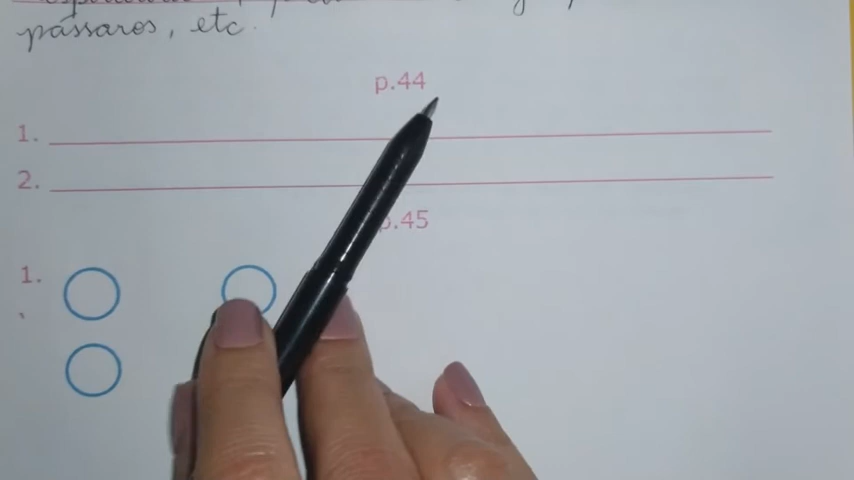 pássaros, etc.
p.44
1.
2.
p.45
1.